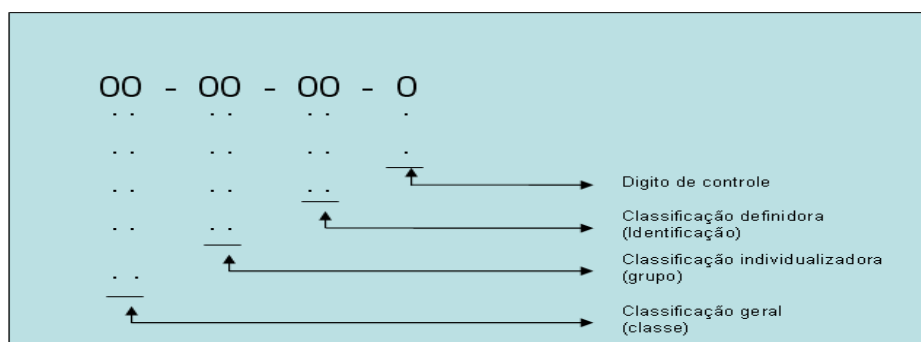 00 - 00 - 00 - 0
Digito de controle
Classificação definidora
(Identificação)
Classificação individualizadora
(grupo)
Classificação geral
(classe)